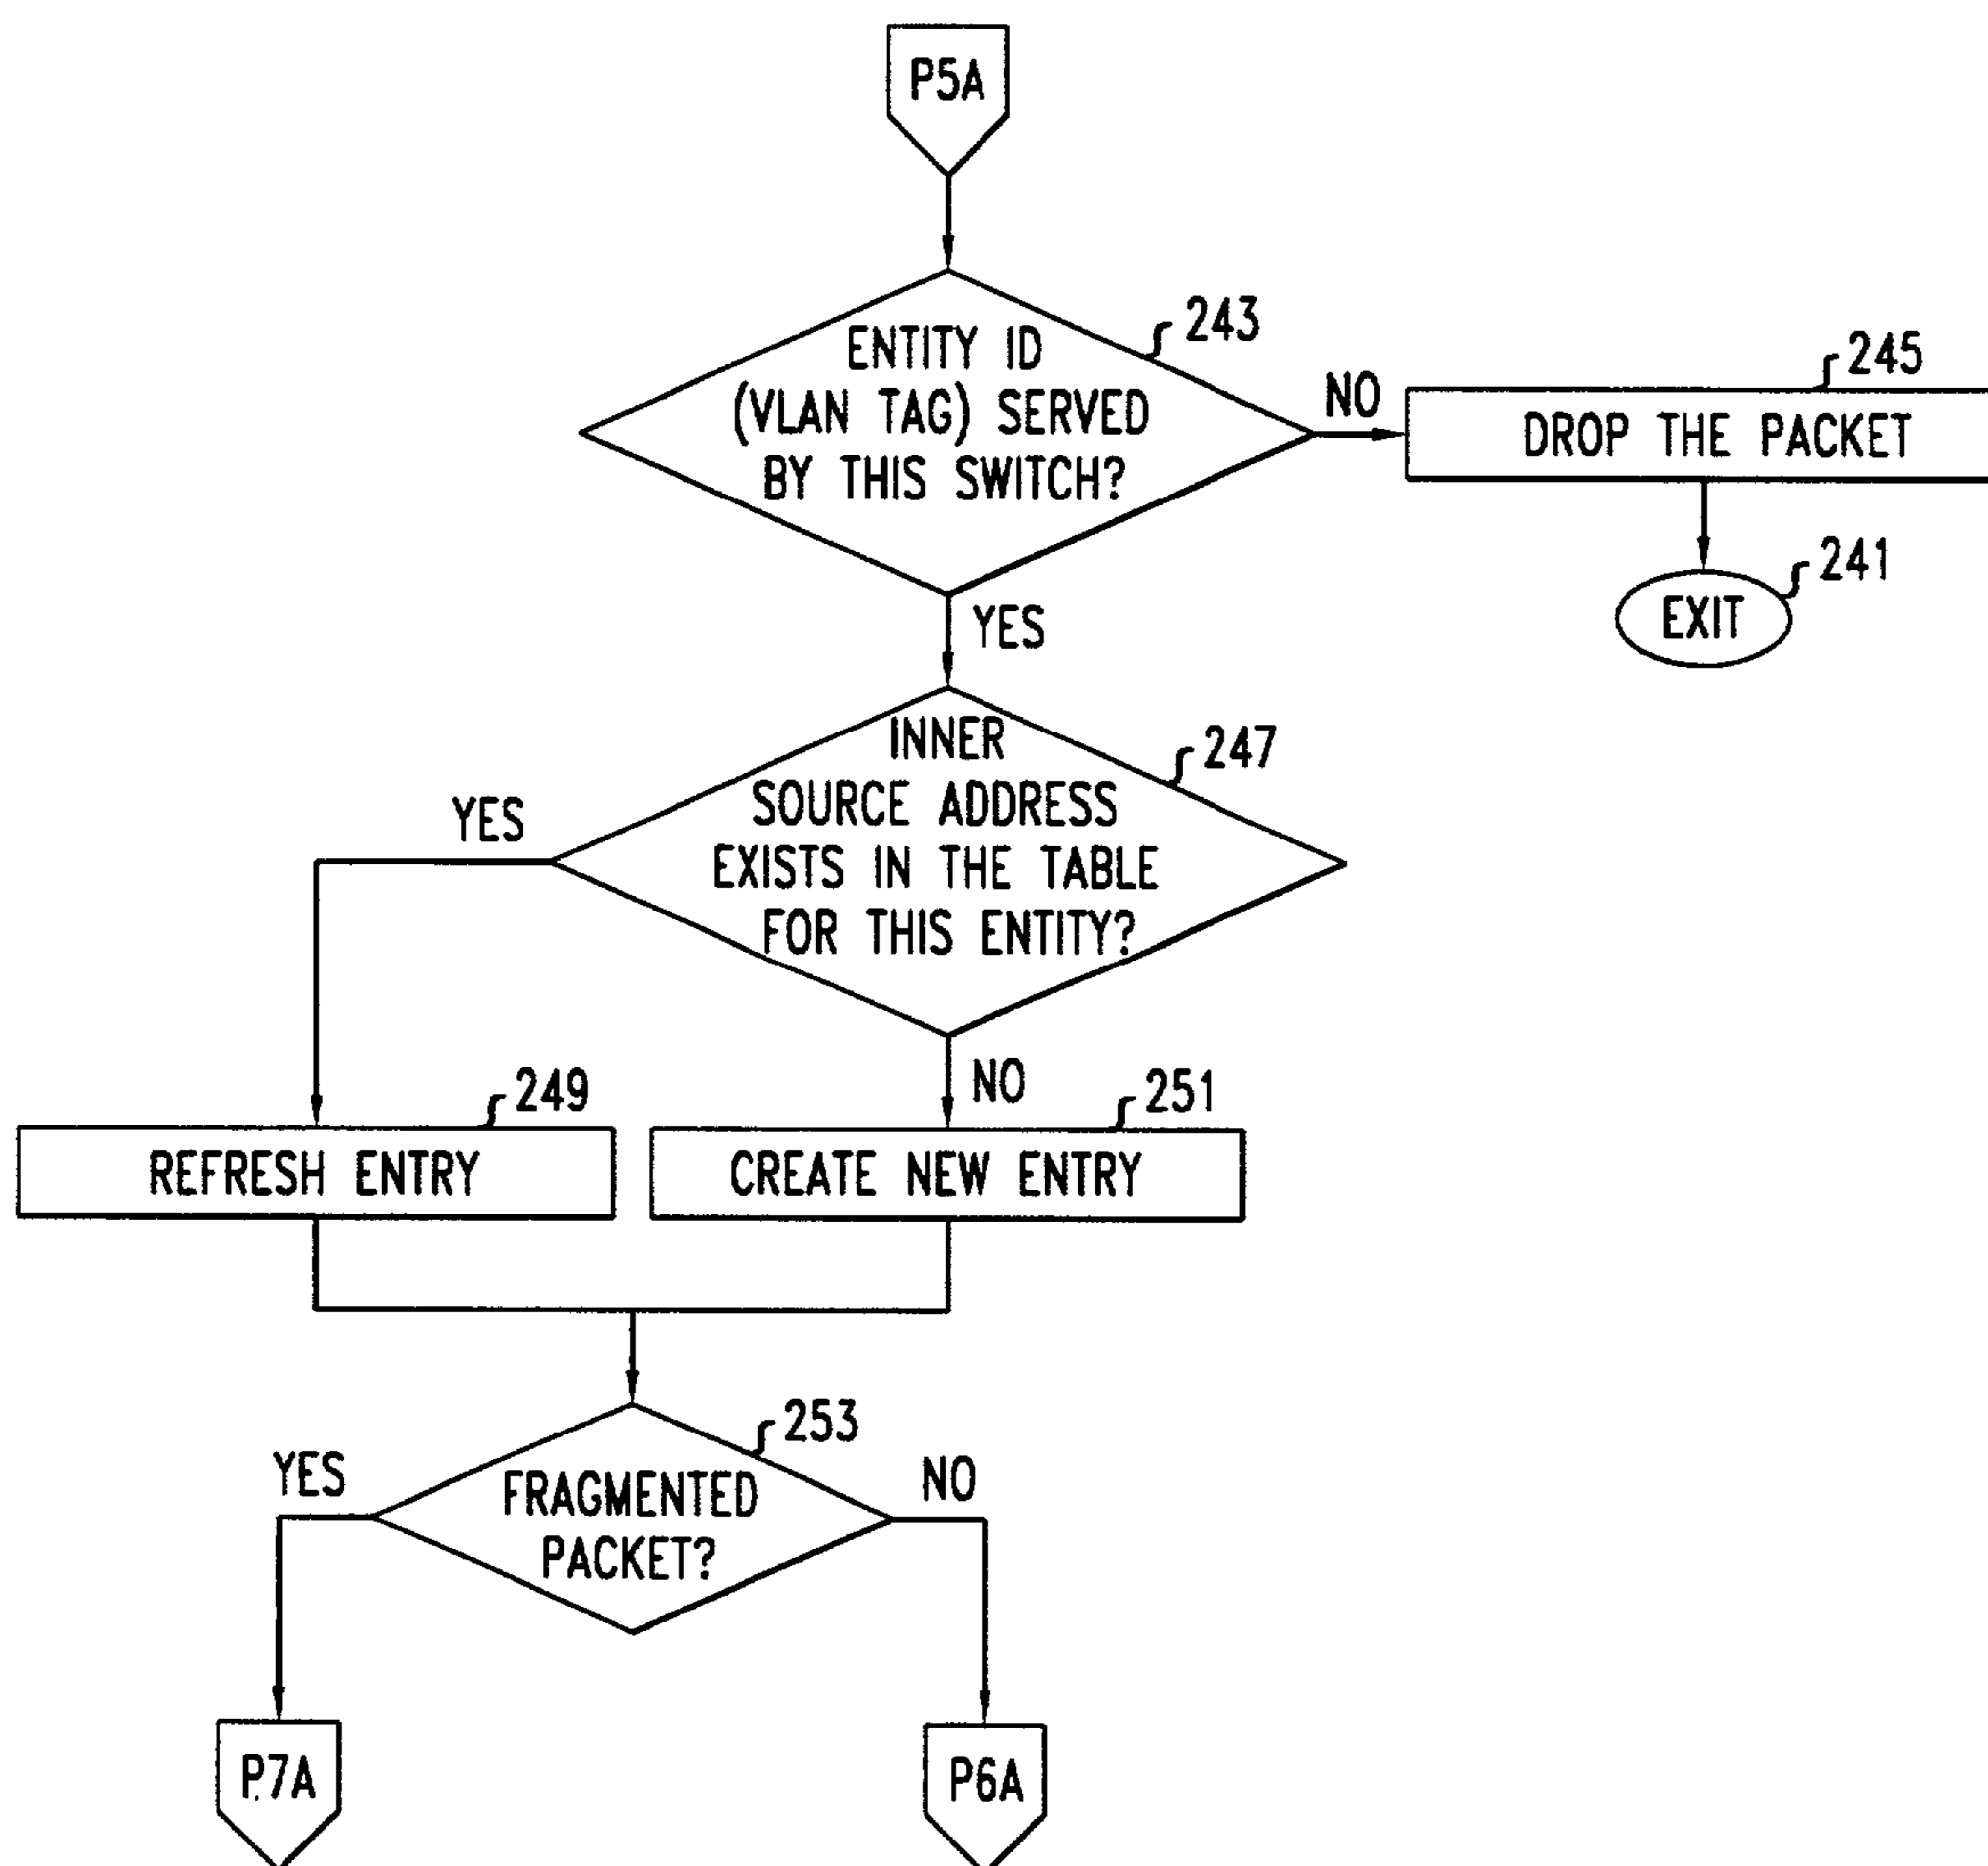 P5A
243
ENTITY ID
(VLAN TAG) SERVED
BY THIS SWITCH?
NO
245
DROP THE PACKET
241
EXIT
YES
247
INNER
SOURCE ADDRESS
EXISTS IN THE TABLE
FOR THIS ENTITY?
YES
NO
249
REFRESH ENTRY
251
CREATE NEW ENTRY
253
FRAGMENTED
PACKET?
YES
NO
P7A
P6A